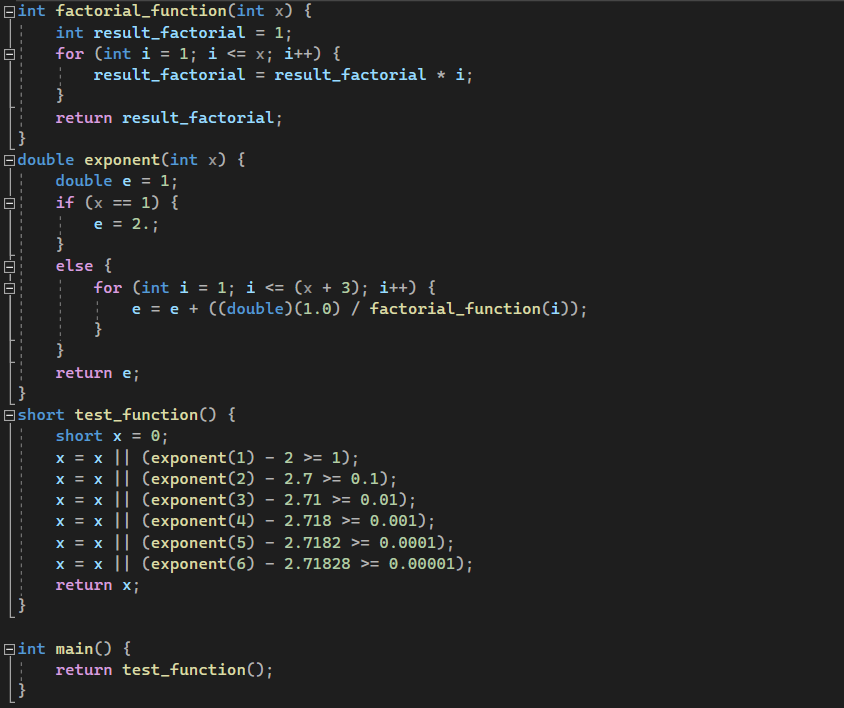 int factorial_function(int x) {
    int result_factorial = 1;
    for (int i = 1; i <= x; i++) {
        result_factorial = result_factorial * i;
    }
    return result_factorial;
}
double exponent(int x) {
    double e = 1;
    if (x == 1) {
        e = 2.;
    }
    else {
        for (int i = 1; i <= (x + 3); i++) {
            e = e + ((double)(1.0) / factorial_function(i));
        }
    }
    return e;
}
short test_function() {
    short x = 0;
    x = x || (exponent(1) - 2 >= 1);
    x = x || (exponent(2) - 2.7 >= 0.1);
    x = x || (exponent(3) - 2.71 >= 0.01);
    x = x || (exponent(4) - 2.718 >= 0.001);
    x = x || (exponent(5) - 2.7182 >= 0.0001);
    x = x || (exponent(6) - 2.71828 >= 0.00001);
    return x;
}

int main() {
    return test_function();
}